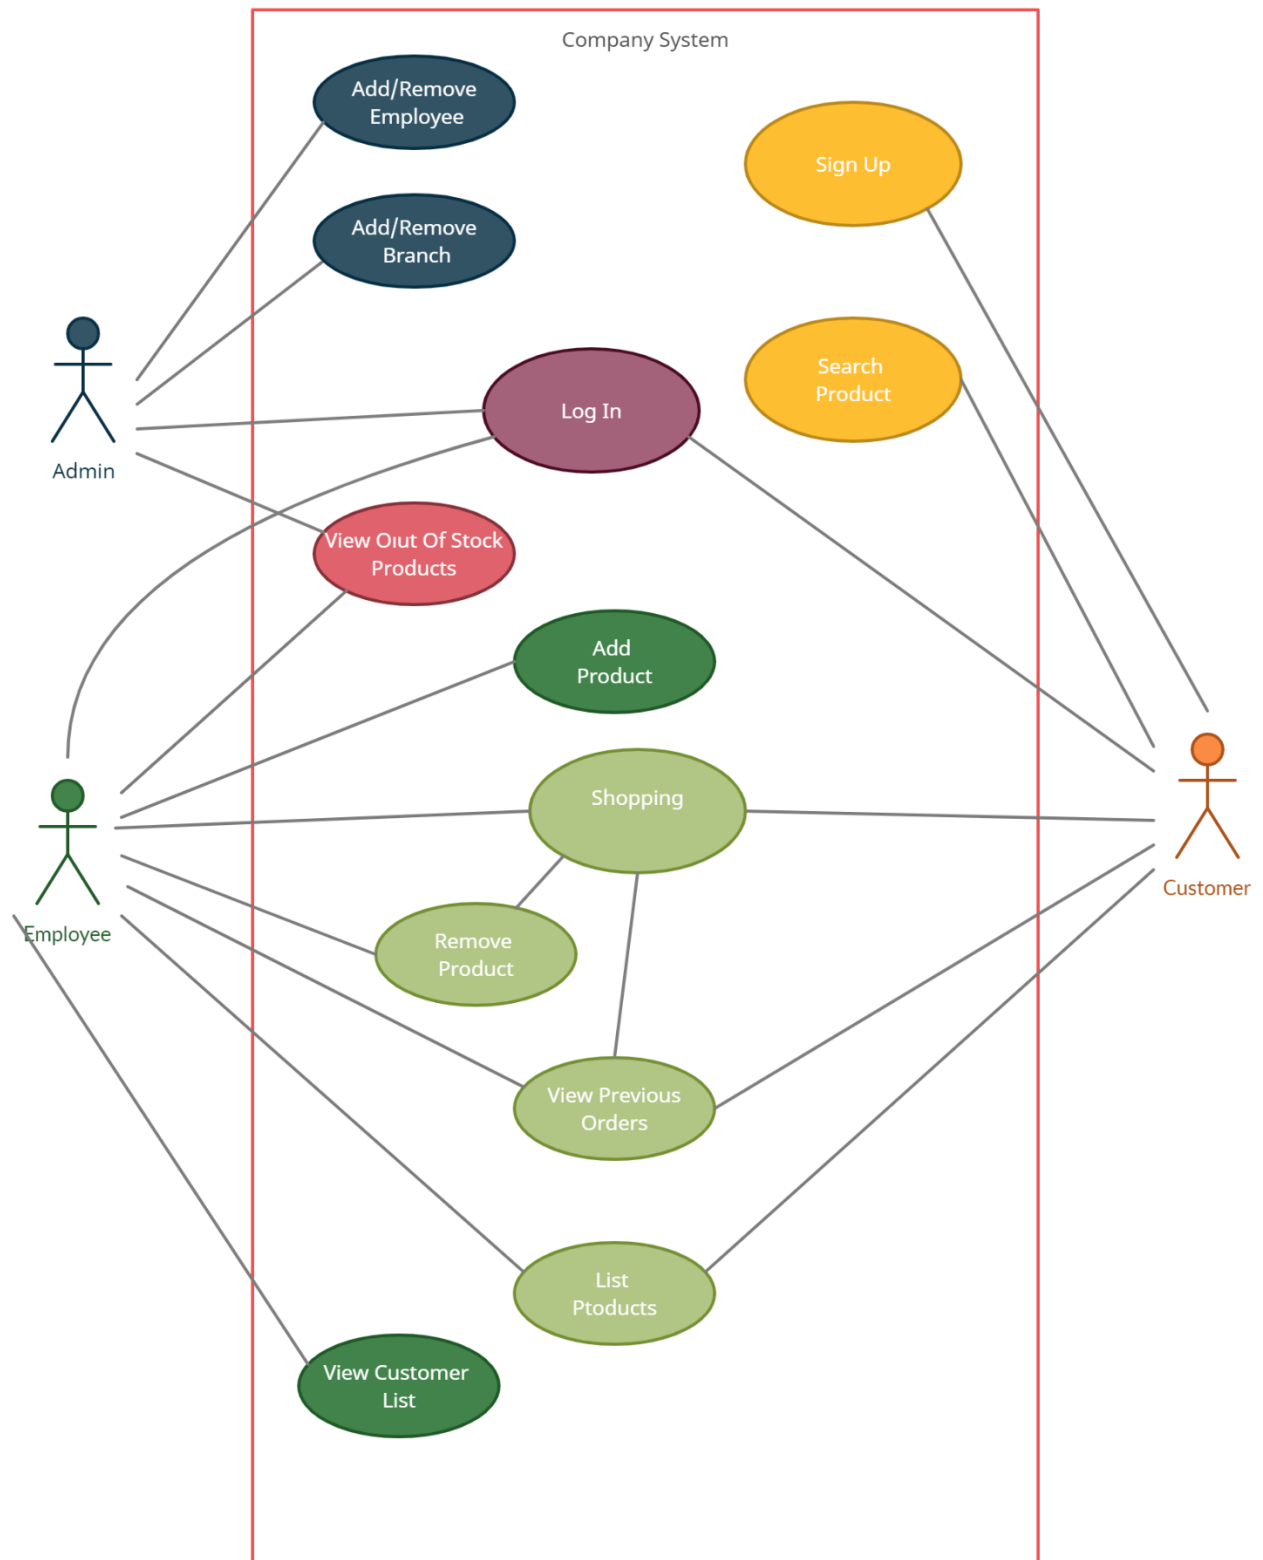 Company System
Add/Remove
Employee
Sign Up
Add/Remove
Branch
Search
Product
Log In
Admin
View Oıut Of Stock
Products
Add
Product
Shopping
Customer
Employee
Remove
Product
View Previous
Orders
List
Ptoducts
View Customer
List